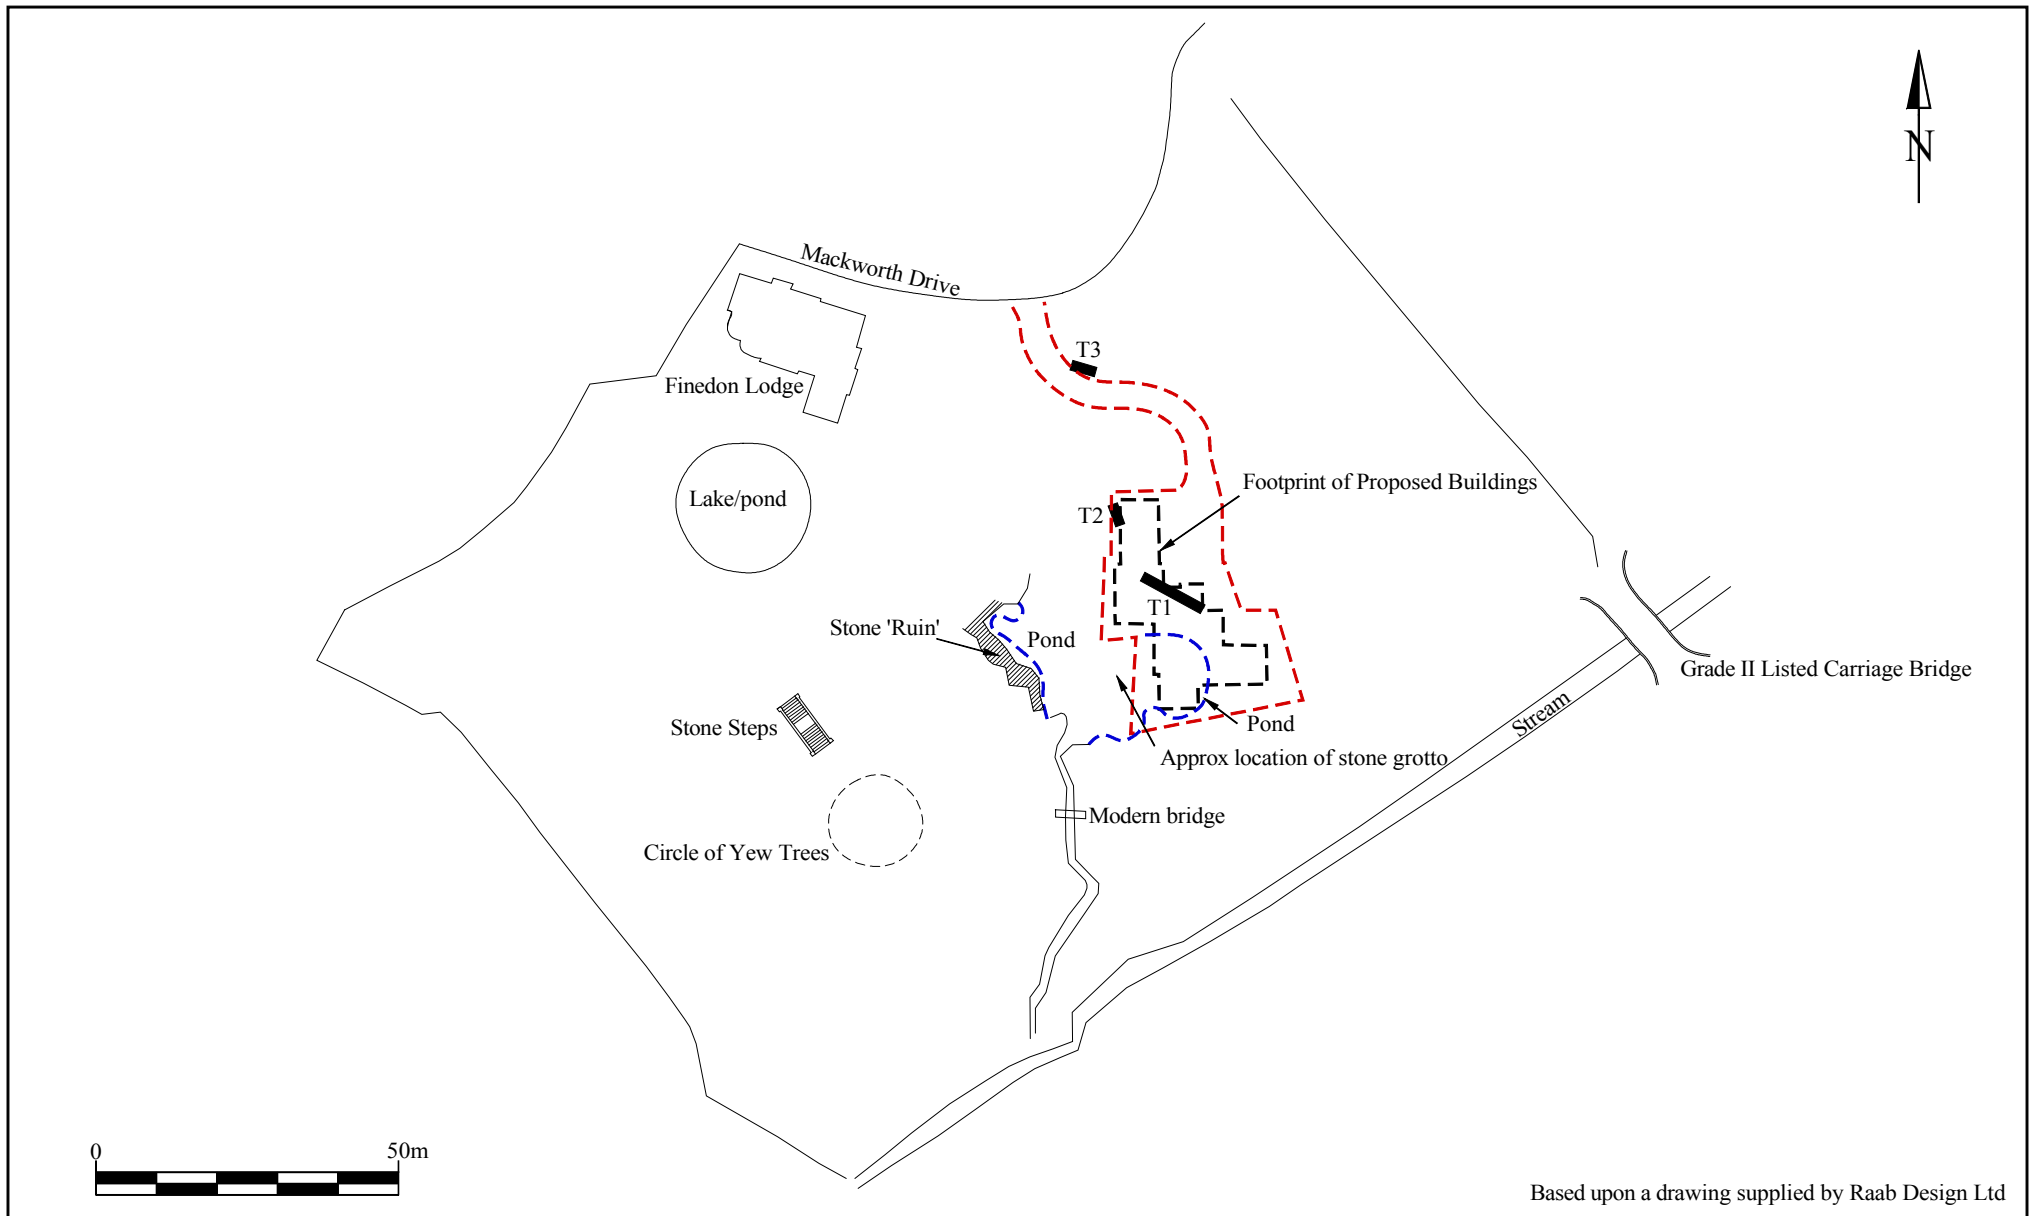 N
Mackworth Drive
T3
Finedon Lodge
Footprint of Proposed Buildings
Lake/pond
T2
T1
Stone 'Ruin'
Pond
Grade II Listed Carriage Bridge
Stream
Stone Steps
Pond
Approx location of stone grotto
Modern bridge
Circle of Yew Trees
0 50m
Based upon a drawing supplied by Raab Design Ltd